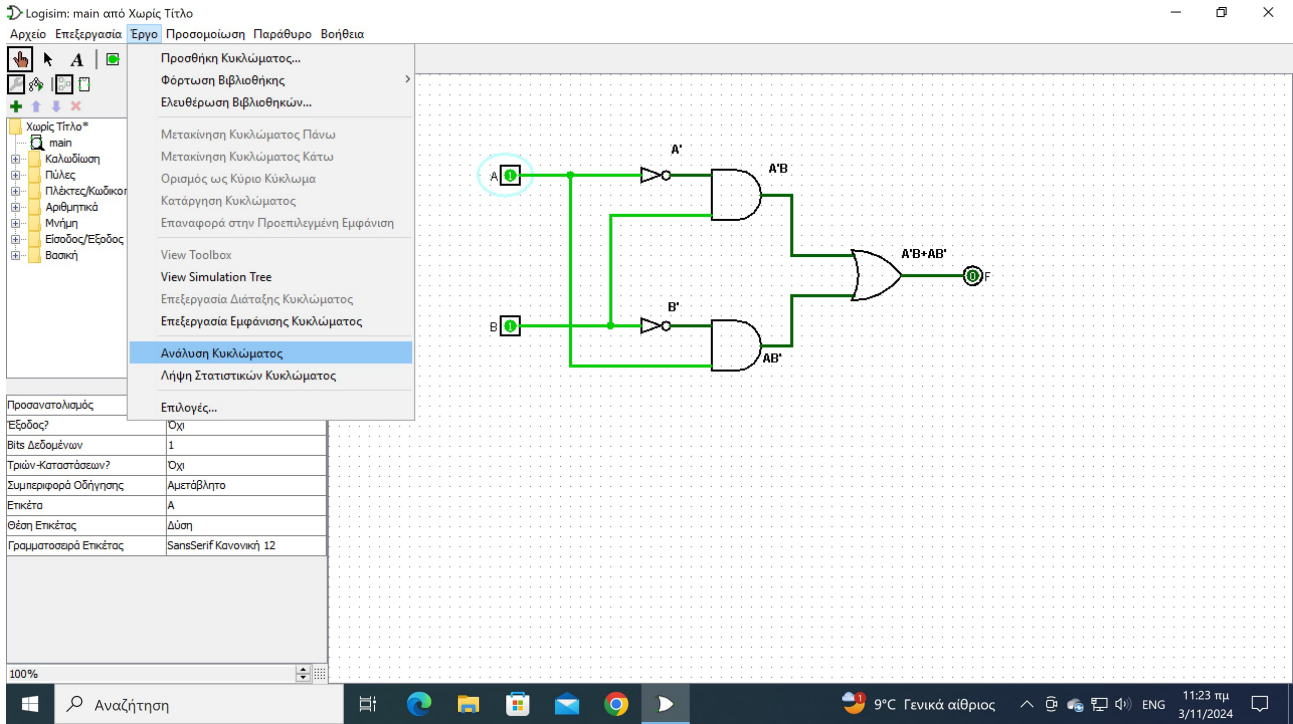 Logisim: main από Χωρίς Τίτλο
Αρχείο Επεξεργασία Έργο Προσομοίωση Παράθυρο Βοήθεια
Προσθήκη Κυκλώματος...
Φόρτωση Βιβλιοθήκης
Ελευθέρωση Βιβλιοθηκών...
Μετακίνηση Κυκλώματος Πάνω
Μετακίνηση Κυκλώματος Κάτω
Ορισμός ως Κύριο Κύκλωμα
Κατάργηση Κυκλώματος
Επαναφορά στην Προεπιλεγμένη Εμφάνιση
View Toolbox
View Simulation Tree
Επεξεργασία Διάταξης Κυκλώματος
Επεξεργασία Εμφάνισης Κυκλώματος
Ανάλυση Κυκλώματος
Λήψη Στατιστικών Κυκλώματος
Επιλογές...
A
Χωρίς Τίτλο*
main
Καλωδίωση
Πύλες
Πλέκτες/Κωδικοπ
Αριθμητικά
Μνήμη
Είσοδος/Έξοδος
Βασική
Προσανατολισμός
Έξοδος? Όχι
Bits Δεδομένων 1
Τριών-Καταστάσεων? Όχι
Συμπεριφορά Οδήγησης Αμετάβλητο
Ετικέτα A
Θέση Ετικέτας Δύση
Γραμματοσειρά Ετικέτας SansSerif Κανονική 12
100%
A'
A 1
A'B
A'B+AB'
0 F
B'
B 1
AB'
Αναζήτηση
1
9°C Γενικά αίθριος
ENG
11:23 πμ
3/11/2024